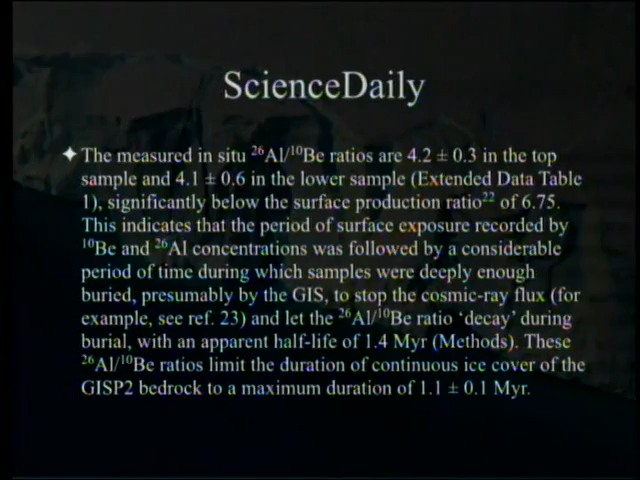 ScienceDaily
✦ The measured in situ ²⁶Al/¹⁰Be ratios are 4.2 ± 0.3 in the top
sample and 4.1 ± 0.6 in the lower sample (Extended Data Table
1), significantly below the surface production ratio²² of 6.75.
This indicates that the period of surface exposure recorded by
¹⁰Be and ²⁶Al concentrations was followed by a considerable
period of time during which samples were deeply enough
buried, presumably by the GIS, to stop the cosmic-ray flux (for
example, see ref. 23) and let the ²⁶Al/¹⁰Be ratio ‘decay’ during
burial, with an apparent half-life of 1.4 Myr (Methods). These
²⁶Al/¹⁰Be ratios limit the duration of continuous ice cover of the
GISP2 bedrock to a maximum duration of 1.1 ± 0.1 Myr.